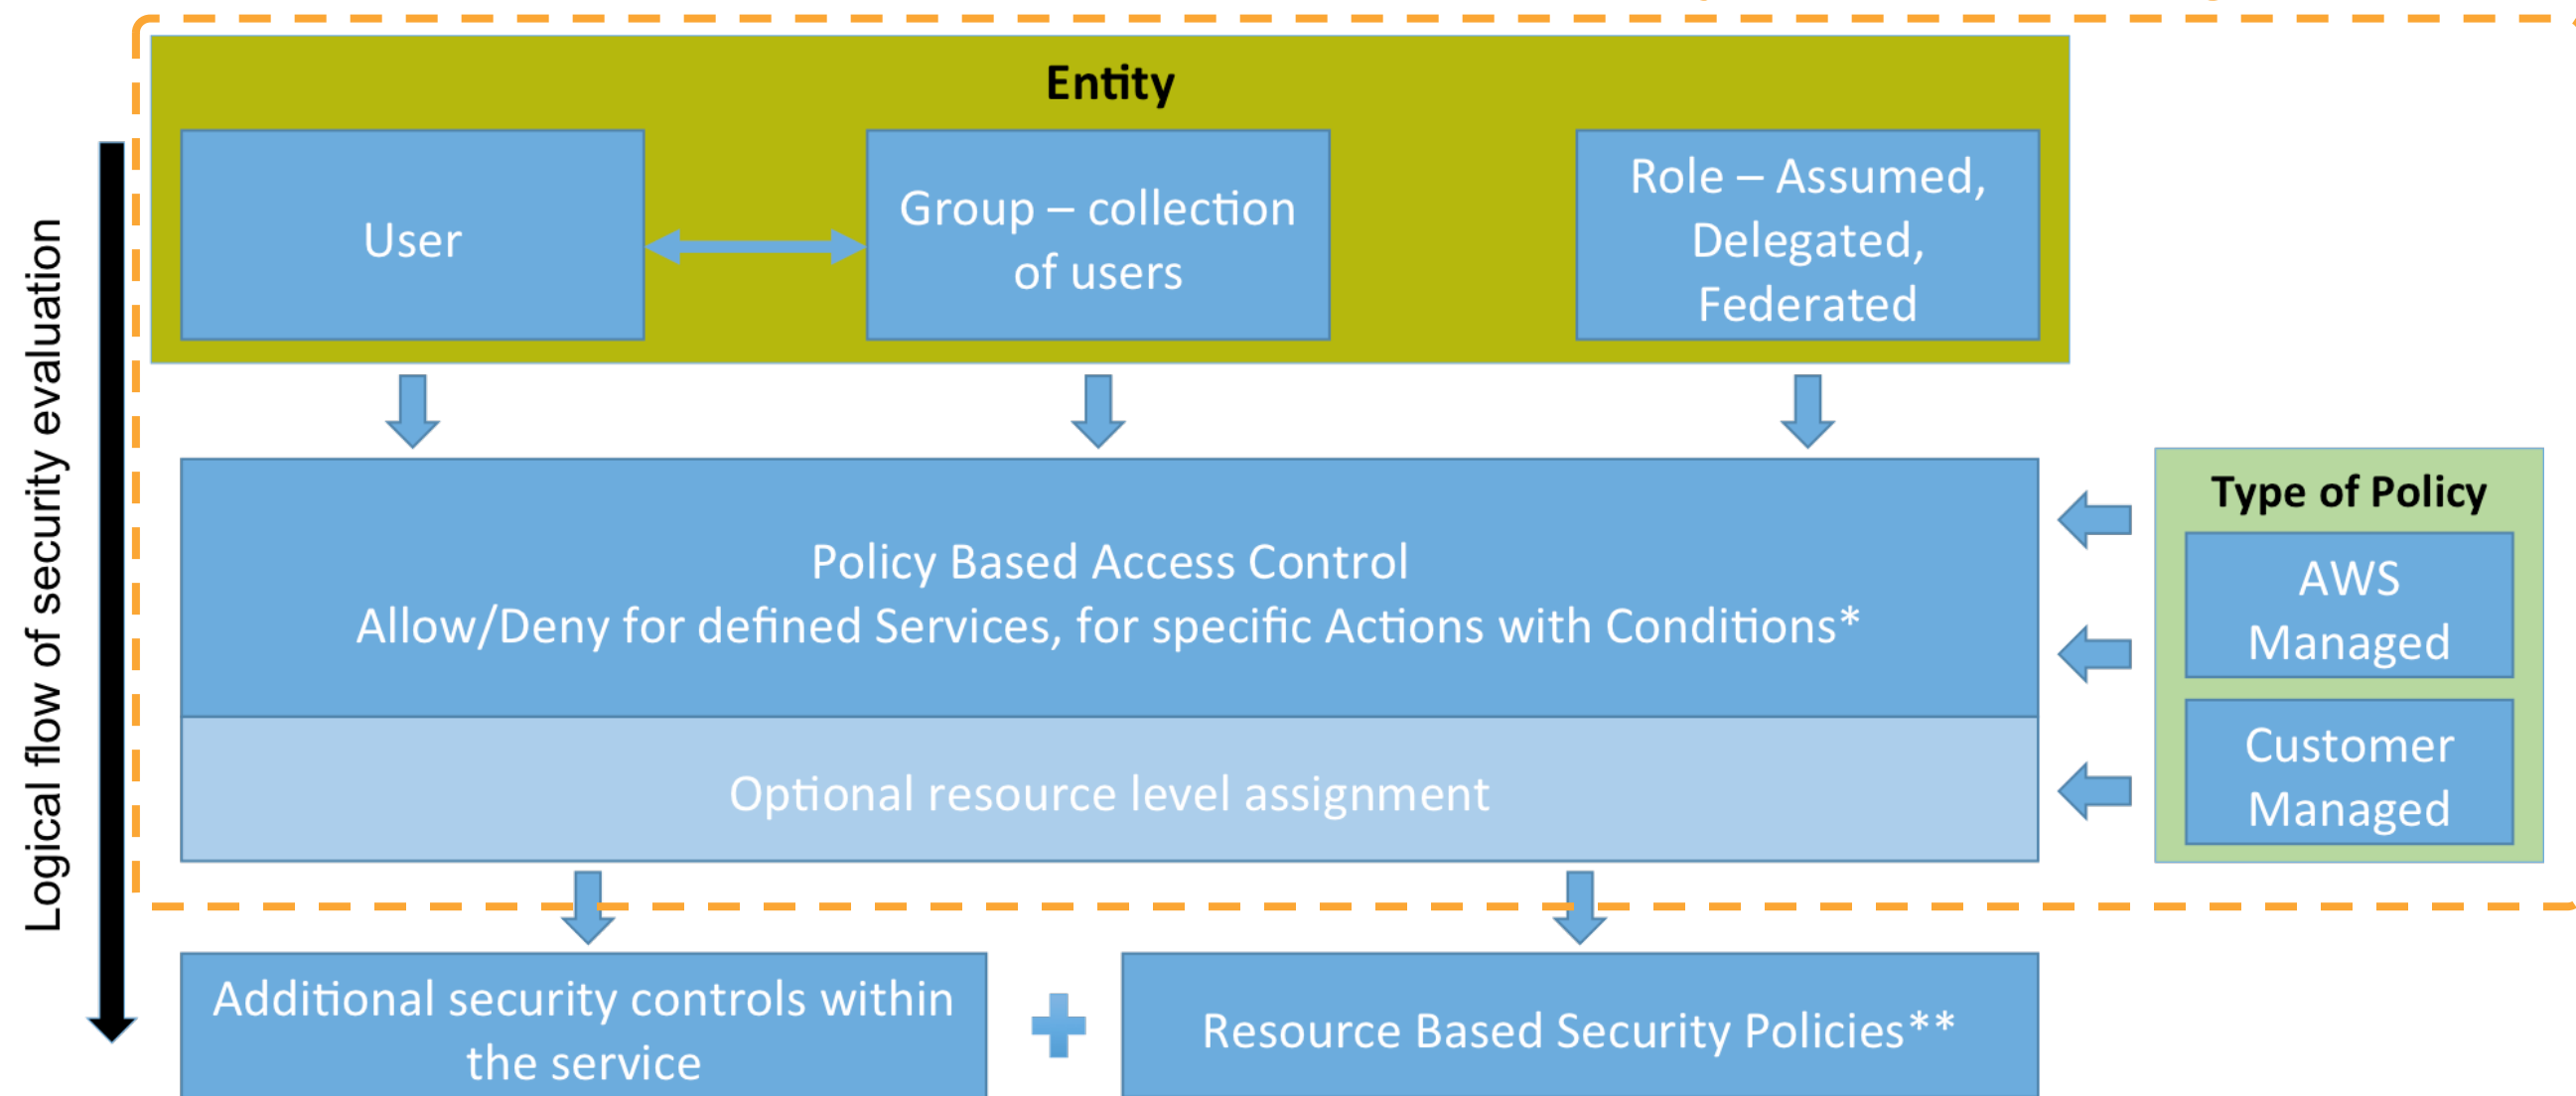 Entity
User
Group – collection
of users
Role – Assumed,
Delegated,
Federated
Logical flow of security evaluation
Policy Based Access Control
Allow/Deny for defined Services, for specific Actions with Conditions*
Optional resource level assignment
Type of Policy
AWS
Managed
Customer
Managed
Additional security controls within
the service
Resource Based Security Policies**